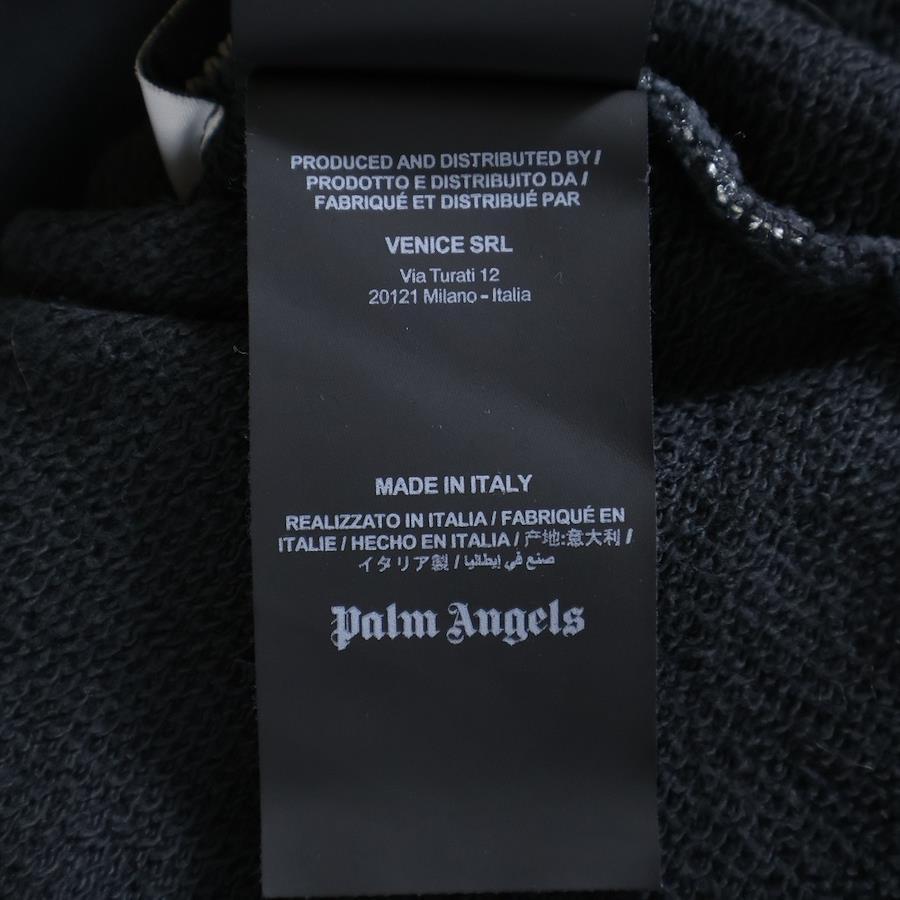 PRODUCED AND DISTRIBUTED BY /
PRODOTTO E DISTRIBUITO DA /
FABRIQUÉ ET DISTRIBUÉ PAR
VENICE SRL
Via Turati 12
20121 Milano - Italia
MADE IN ITALY
REALIZZATO IN ITALIA / FABRIQUÉ EN
ITALIE / HECHO EN ITALIA / 产地:意大利 /
イタリア製 / صنع في إيطاليا
Palm Angels